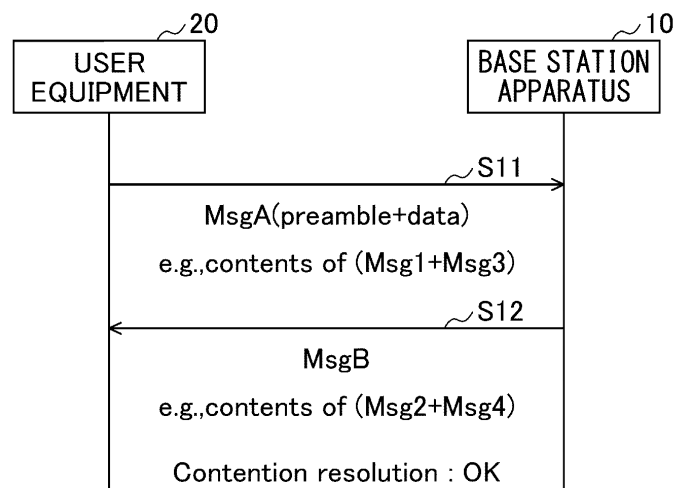 20
10
USER
EQUIPMENT
BASE STATION
APPARATUS
S11
MsgA(preamble+data)
e.g.,contents of (Msg1+Msg3)
S12
MsgB
e.g.,contents of (Msg2+Msg4)
Contention resolution : OK